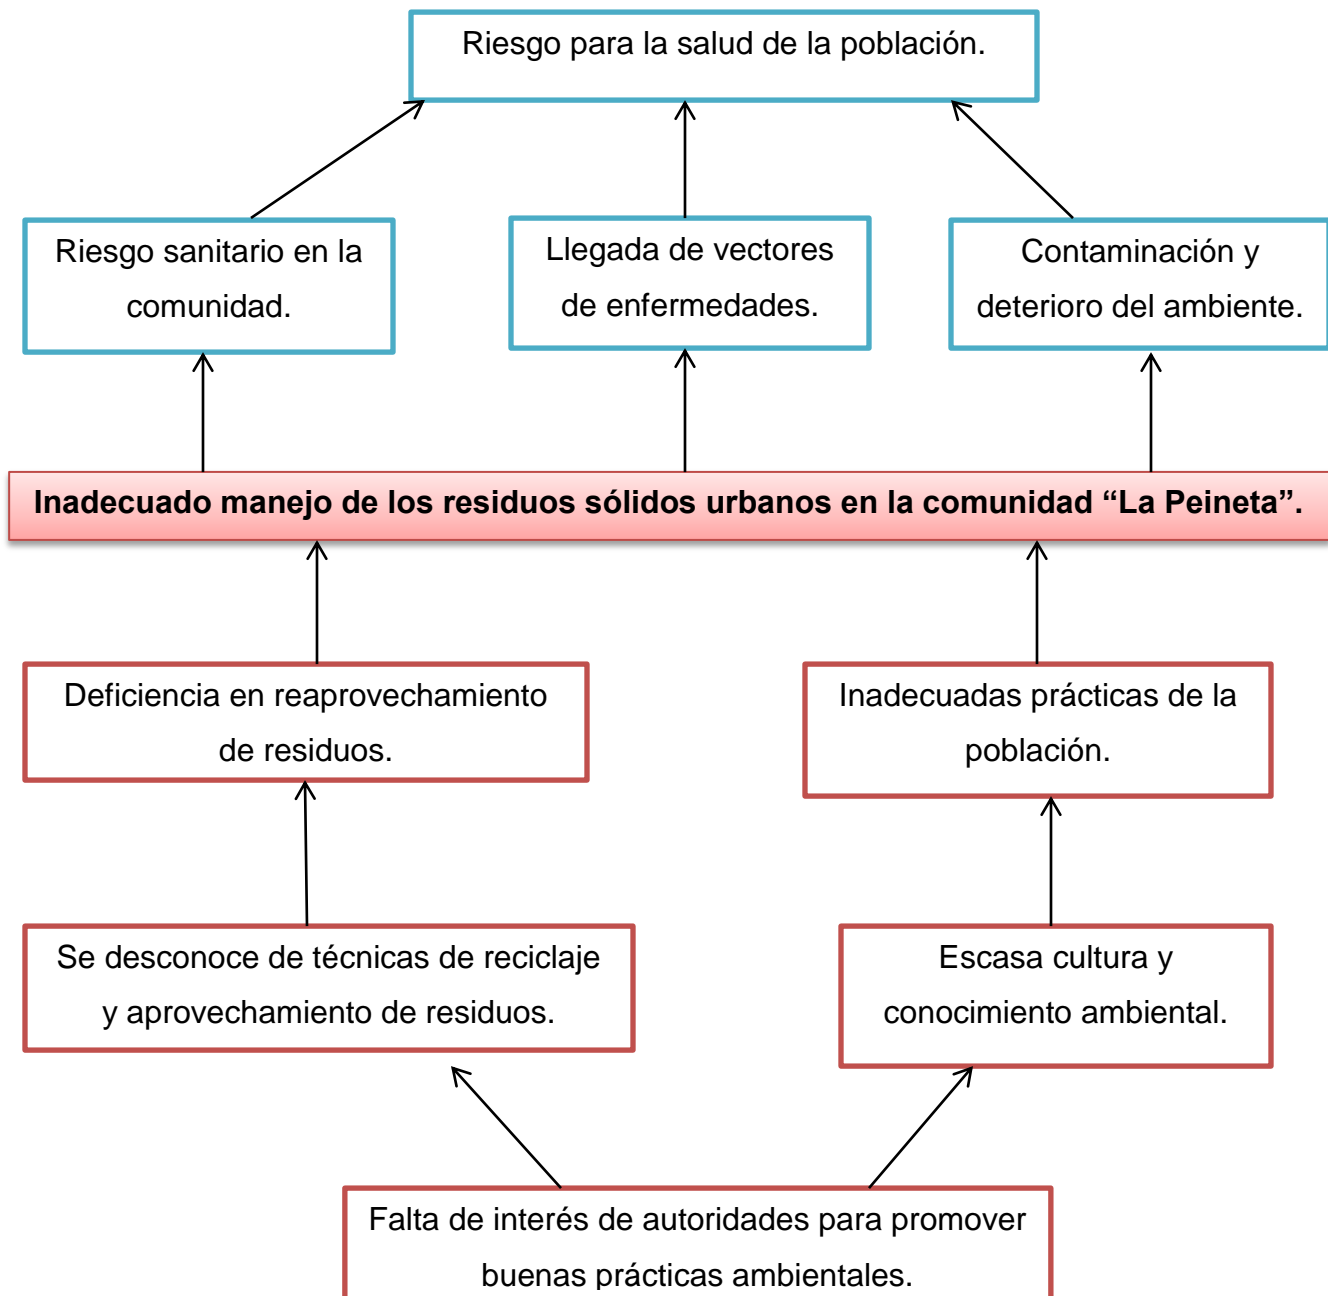 Riesgo para la salud de la población.
Riesgo sanitario en la
comunidad.
Llegada de vectores
de enfermedades.
Contaminación y
deterioro del ambiente.
Inadecuado manejo de los residuos sólidos urbanos en la comunidad “La Peineta”.
Deficiencia en reaprovechamiento
de residuos.
Inadecuadas prácticas de la
población.
Se desconoce de técnicas de reciclaje
y aprovechamiento de residuos.
Escasa cultura y
conocimiento ambiental.
Falta de interés de autoridades para promover
buenas prácticas ambientales.